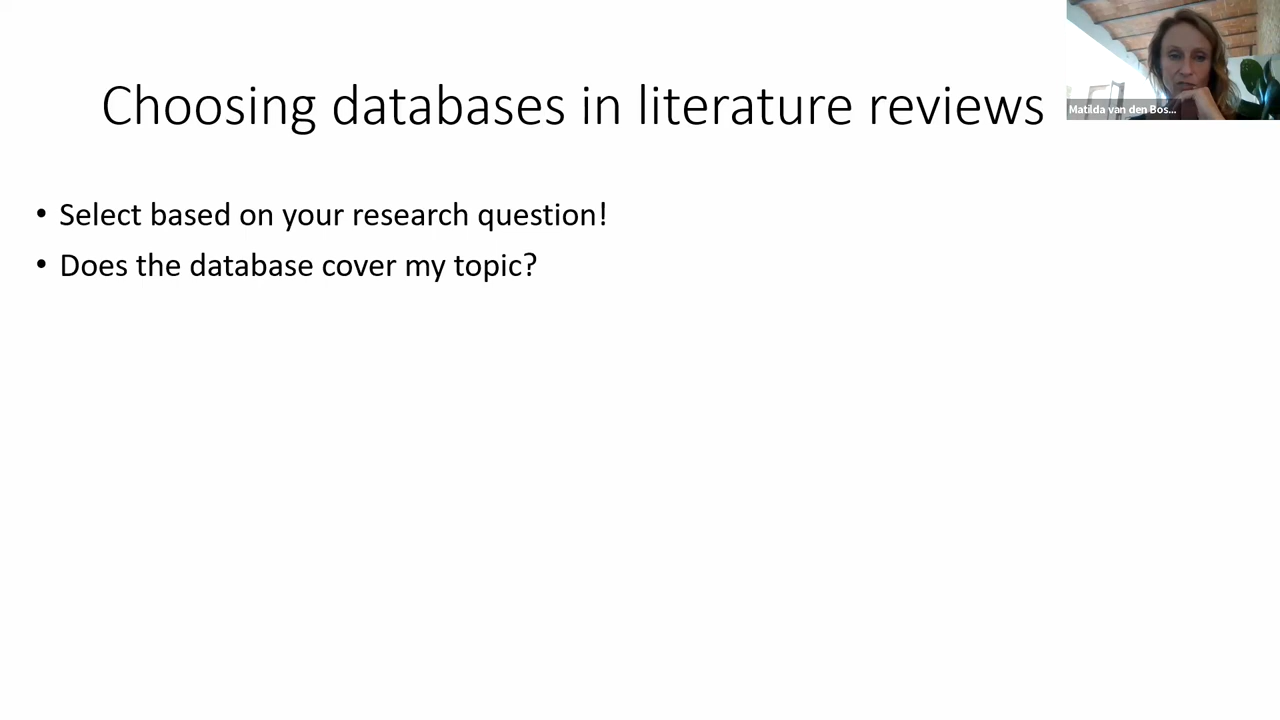 Choosing databases in literature reviews
Matilda van den Bos...
• Select based on your research question!
• Does the database cover my topic?